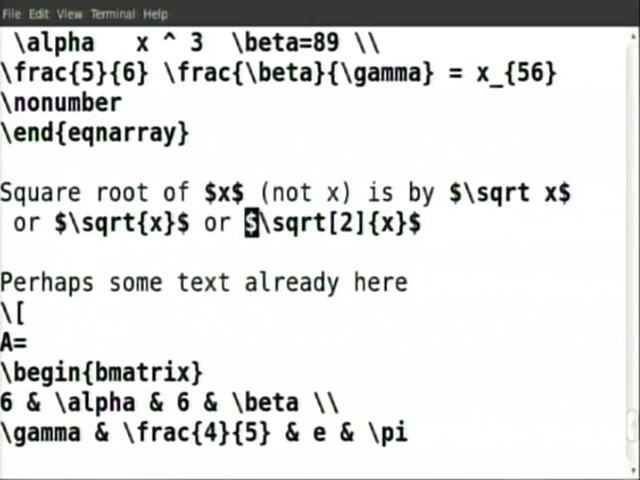 File Edit View Terminal Help
\alpha x ^ 3 \beta=89 \\
\frac{5}{6} \frac{\beta}{\gamma} = x_{56}
\nonumber
\end{eqnarray}
Square root of $x$ (not x) is by $\sqrt x$
or $\sqrt{x}$ or $\sqrt[2]{x}$
Perhaps some text already here
\[
A=
\begin{bmatrix}
6 & \alpha & 6 & \beta \\
\gamma & \frac{4}{5} & e & \pi